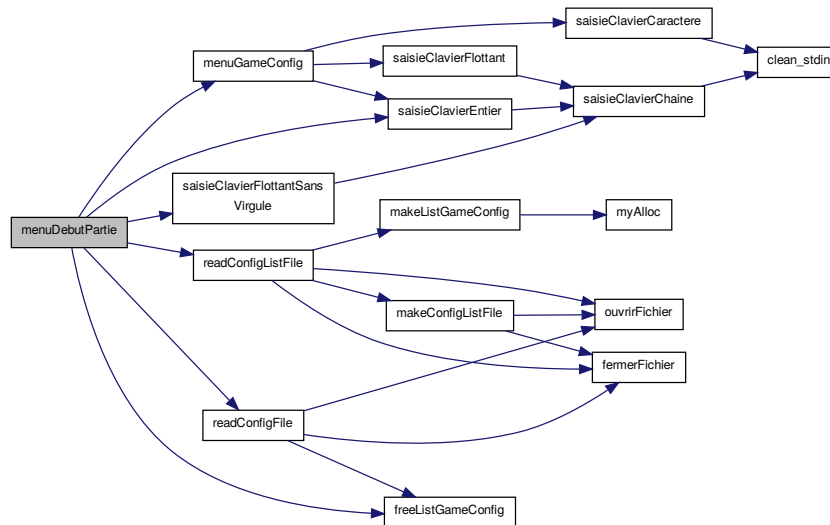 saisieClavierCaractere
menuGameConfig
saisieClavierFlottant
clean_stdin
saisieClavierChaine
saisieClavierEntier
saisieClavierFlottantSans
Virgule
makeListGameConfig
myAlloc
menuDebutPartie
readConfigListFile
makeConfigListFile
ouvrirFichier
fermerFichier
readConfigFile
freeListGameConfig